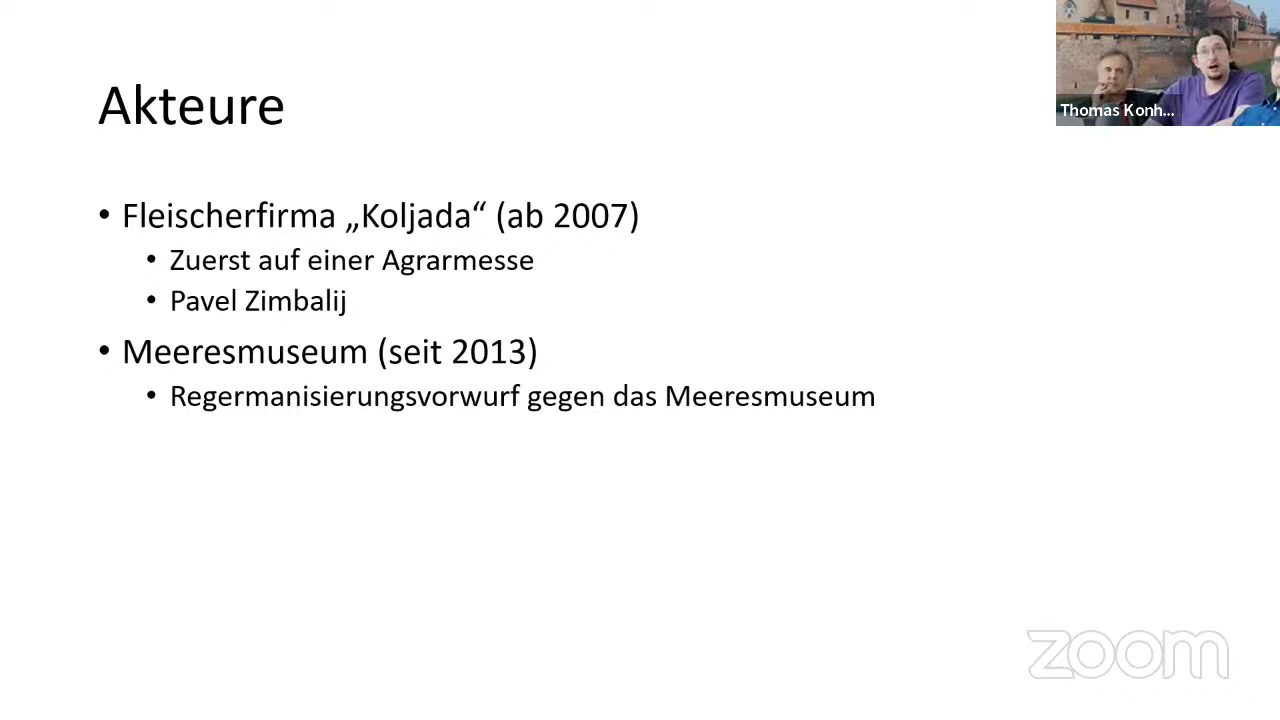 Akteure
Thomas Konh...
• Fleischerfirma „Koljada“ (ab 2007)
• Zuerst auf einer Agrarmesse
• Pavel Zimbalij
• Meeresmuseum (seit 2013)
• Regermanisierungsvorwurf gegen das Meeresmuseum
zoom